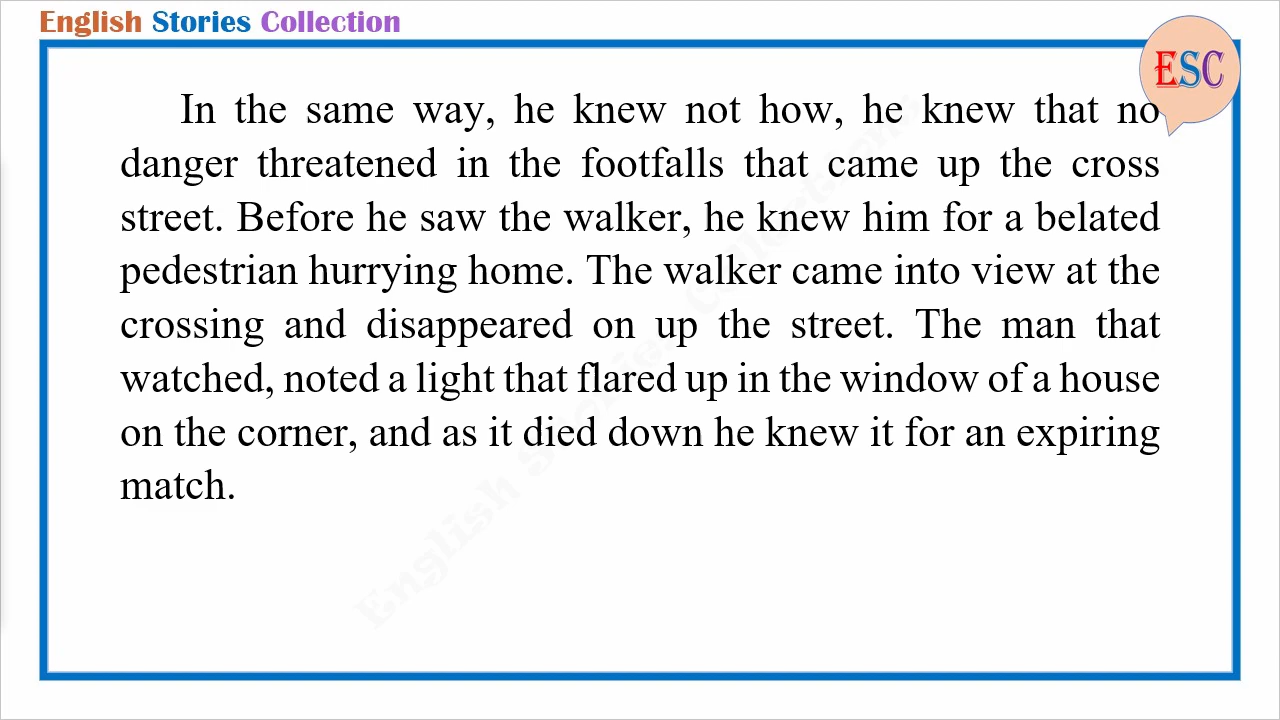 English Stories Collection
ESC
In the same way, he knew not how, he knew that no
danger threatened in the footfalls that came up the cross
street. Before he saw the walker, he knew him for a belated
pedestrian hurrying home. The walker came into view at the
crossing and disappeared on up the street. The man that
watched, noted a light that flared up in the window of a house
on the corner, and as it died down he knew it for an expiring
match.
English Stories Collections